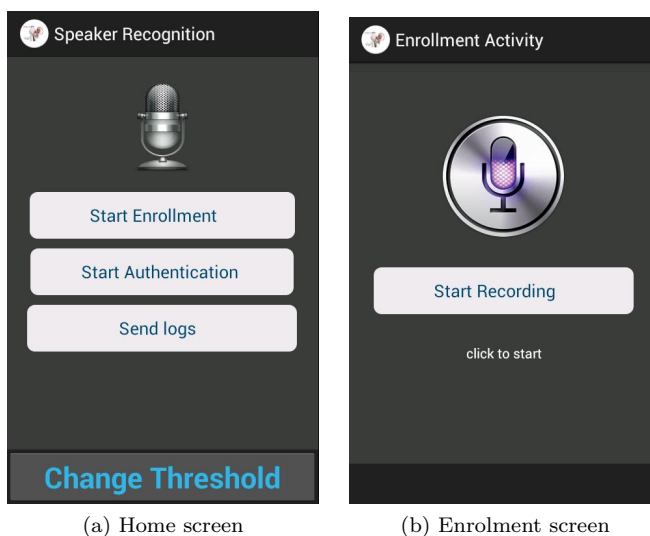 Speaker Recognition
Start Enrollment
Start Authentication
Send logs
Change Threshold
(a) Home screen
Enrollment Activity
Start Recording
click to start
(b) Enrolment screen